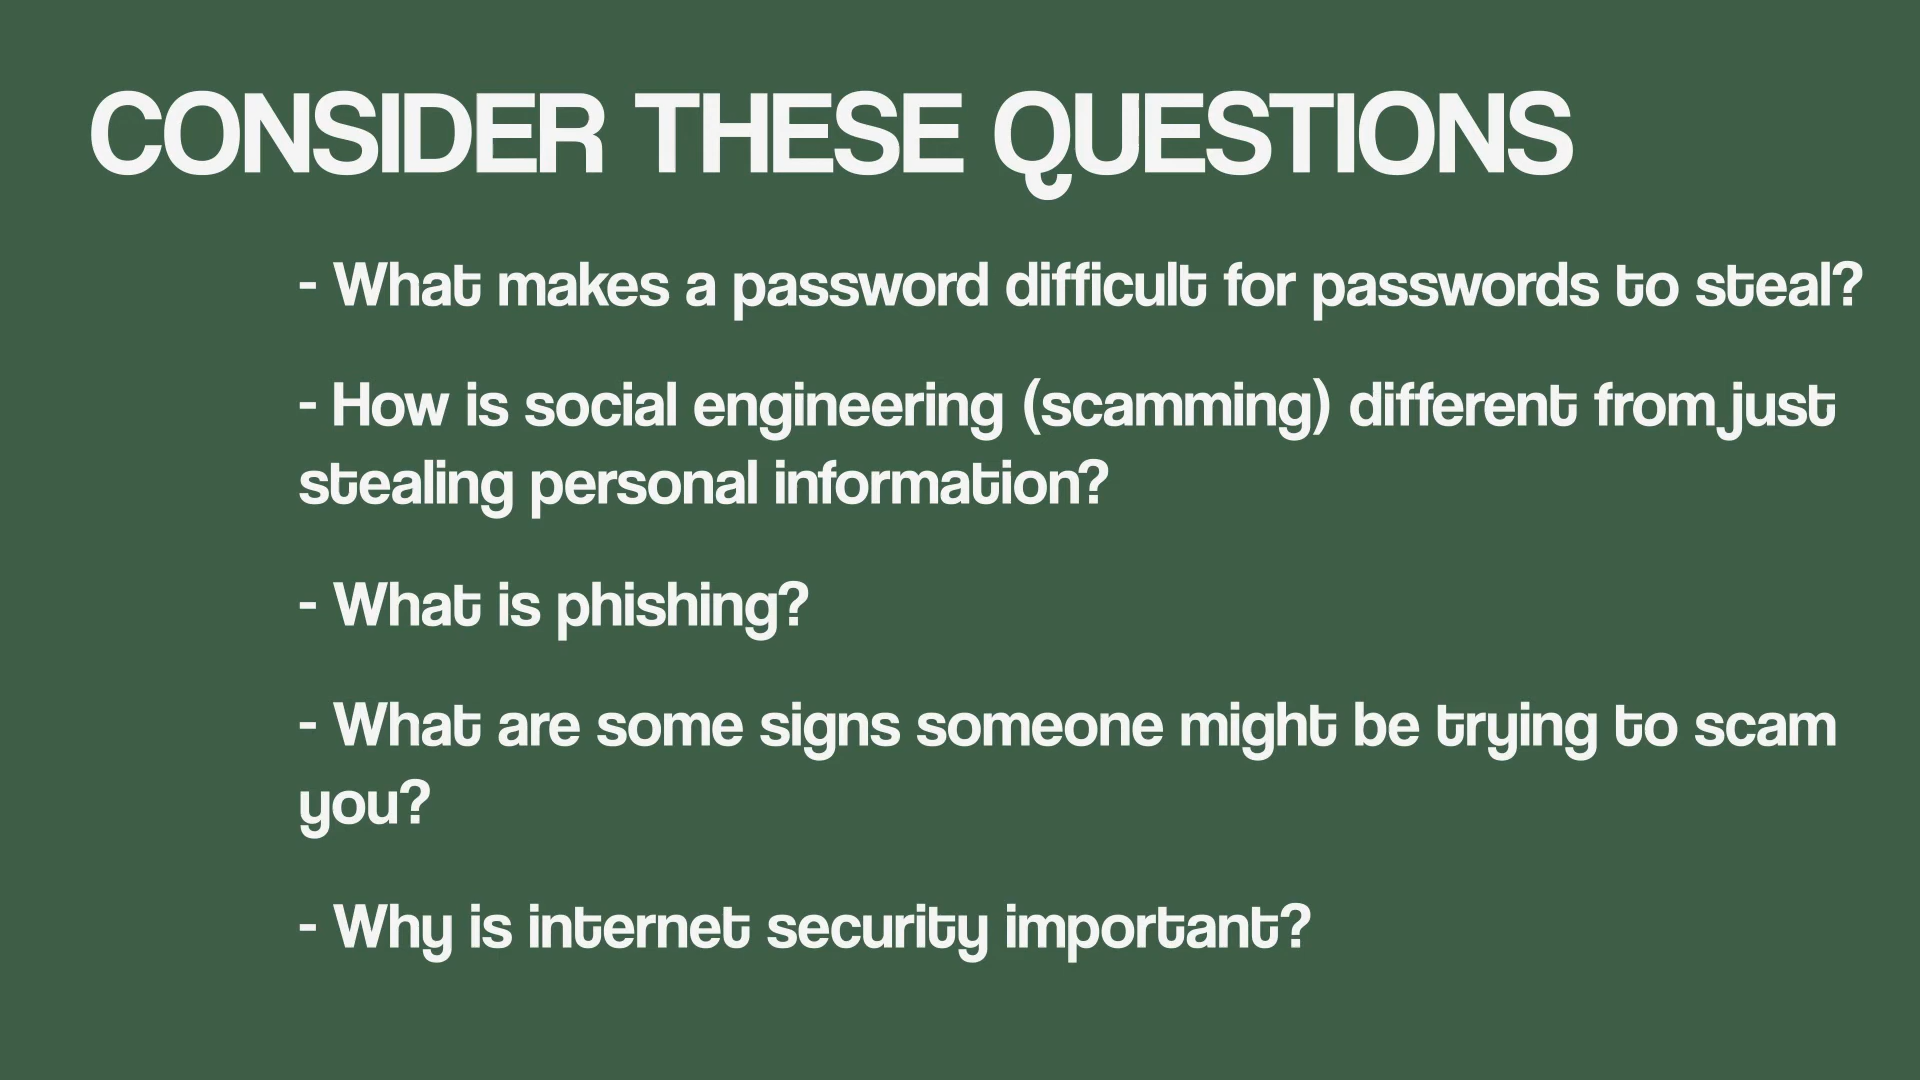 CONSIDER THESE QUESTIONS
- What makes a password difficult for passwords to steal?
- How is social engineering (scamming) different from just
stealing personal information?
- What is phishing?
- What are some signs someone might be trying to scam
you?
- Why is internet security important?